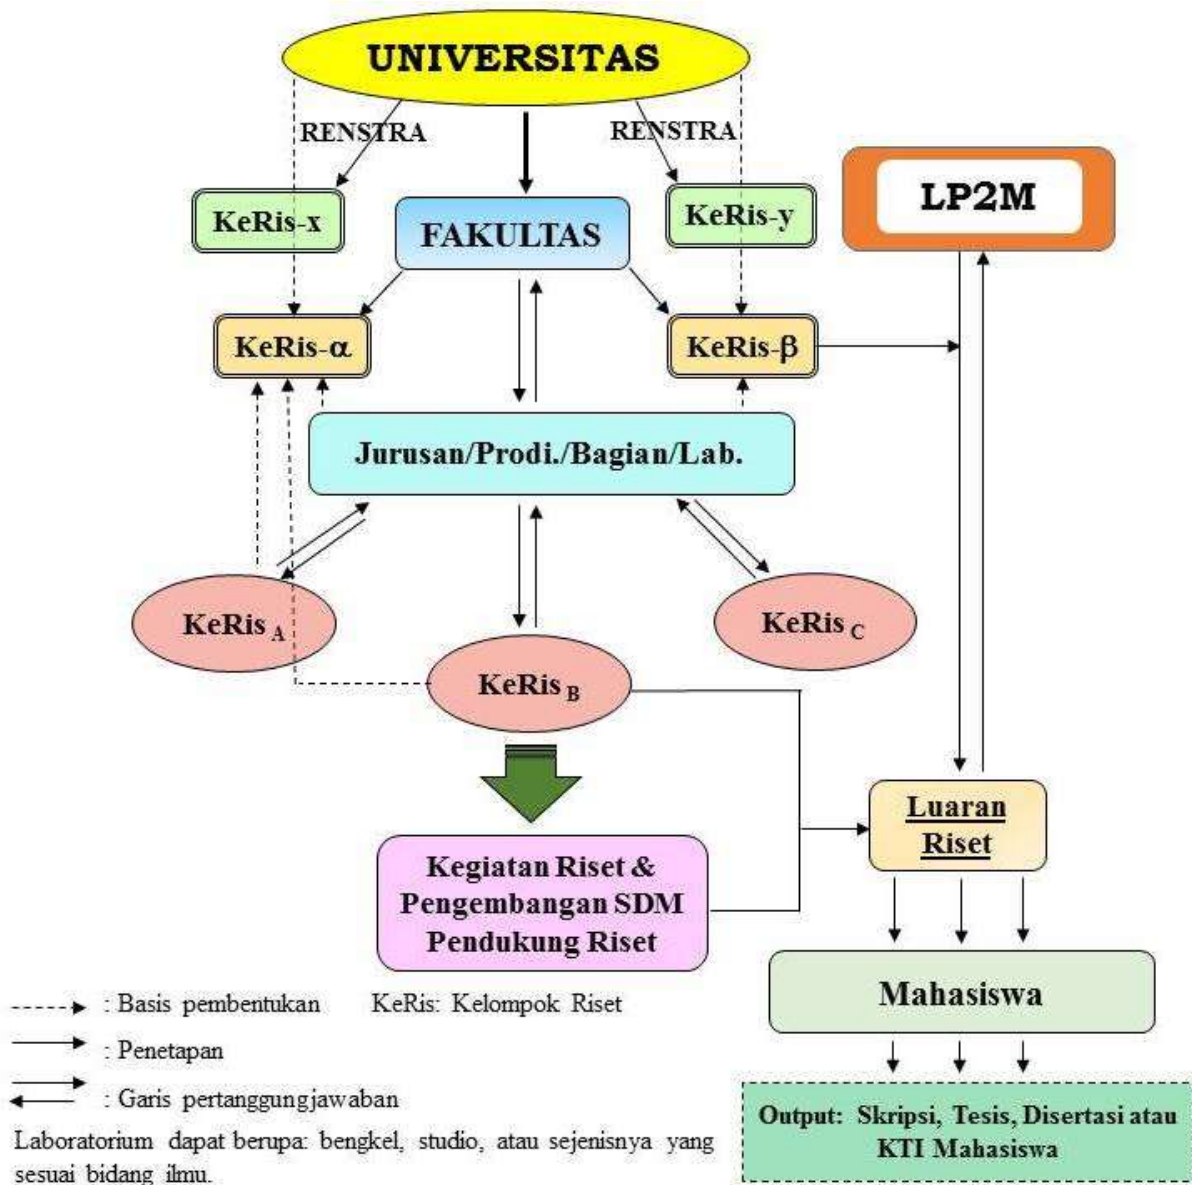 UNIVERSITAS
RENSTRA
RENSTRA
KeRis-x
FAKULTAS
KeRis-y
LP2M
KeRis-α
KeRis-β
Jurusan/Prodi./Bagian/Lab.
KeRis A
KeRis B
KeRis C
Kegiatan Riset &
Pengembangan SDM
Pendukung Riset
Luaran
Riset
Mahasiswa
Output: Skripsi, Tesis, Disertasi atau
KTI Mahasiswa
: Basis pembentukan
KeRis: Kelompok Riset
: Penetapan
: Garis pertanggungjawaban
Laboratorium dapat berupa: bengkel, studio, atau sejenisnya yang
sesuai bidang ilmu.